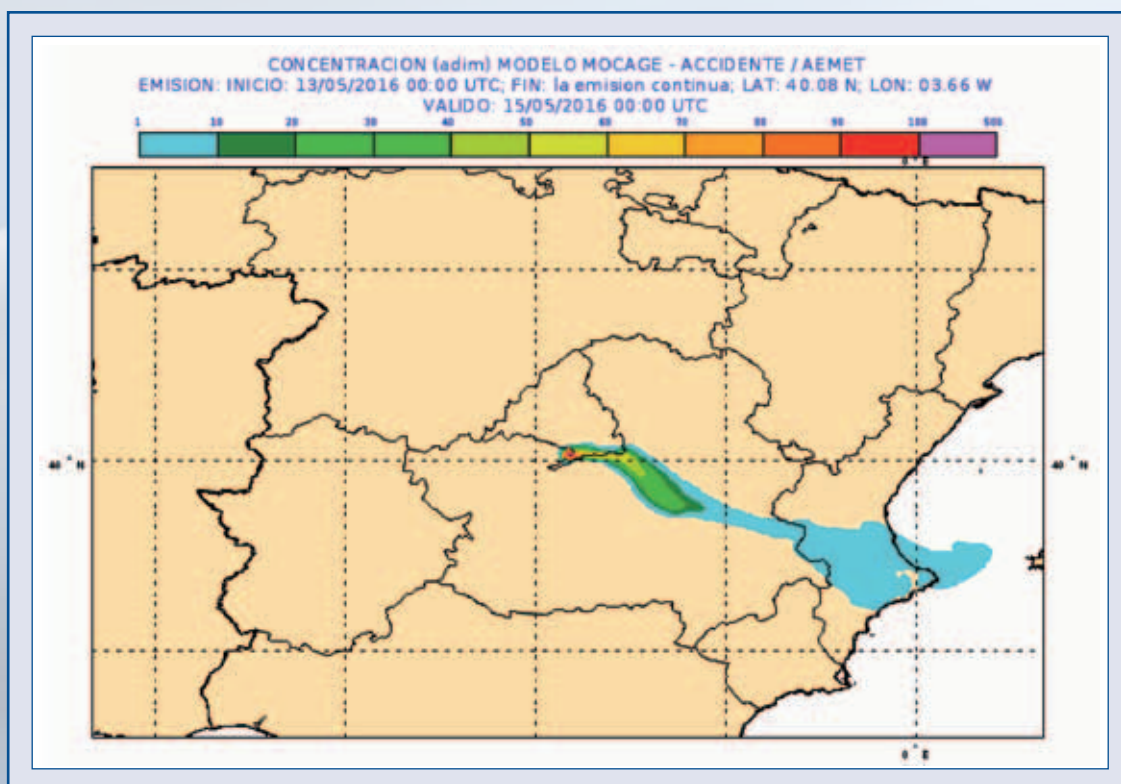 CONCENTRACION (adim) MODELO MOCAGE - ACCIDENTE / AEMET
EMISION: INICIO: 13/05/2016 00:00 UTC; FIN: la emision continua; LAT: 40.08 N; LON: 03.66 W
VALIDO: 15/05/2016 00:00 UTC
1 10 20 30 40 50 60 70 80 90 100 500
0 ° E
40 ° N 40 ° N
0 ° E